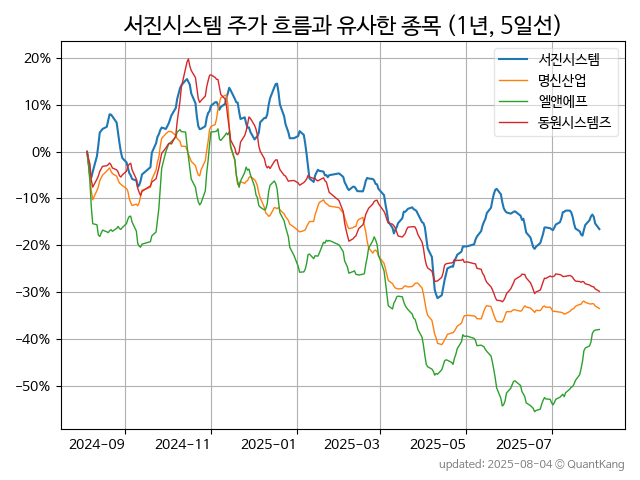 서진시스템 주가 흐름과 유사한 종목 (1년, 5일선)
20%
10%
0%
−10%
−20%
−30%
−40%
−50%
서진시스템
명신산업
엘앤에프
동원시스템즈
2024-09
2024-11
2025-01
2025-03
2025-05
2025-07
updated: 2025-08-04 © QuantKang